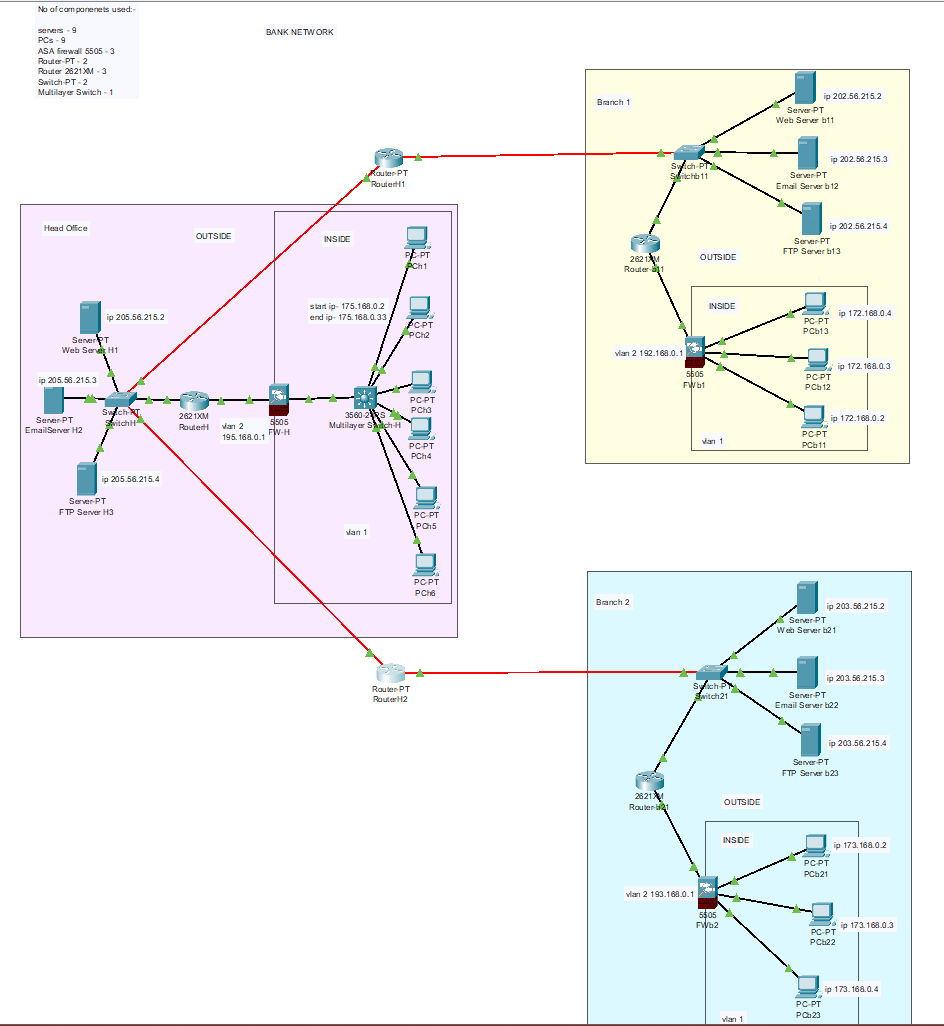 No of componenets used:-
servers - 9
PCs - 9
ASA firewall 5505 - 3
Router-PT - 2
Router 2621XM - 3
Switch-PT - 2
Multilayer Switch - 1
BANK NETWORK
Router-PT
RouterH1
Head Office
OUTSIDE
INSIDE
ip 205.56.215.2
Server-PT
Web Server H1
ip 205.56.215.3
Server-PT
EmailServer H2
Switch-PT
SwitchH
2621XM
RouterH
vlan 2
195.168.0.1
5505
FW-H
ip 205.56.215.4
Server-PT
FTP Server H3
start ip- 175.168.0.2
end ip- 175.168.0.33
Multilayer Switch-H
PC-PT
PCh1
PC-PT
PCh2
PC-PT
PCh3
PC-PT
PCh4
PC-PT
PCh5
PC-PT
PCh6
vlan 1
Router-PT
RouterH2
Branch 1
ip 202.56.215.2
Server-PT
Web Server b11
Switch-PT
Switchb11
ip 202.56.215.3
Server-PT
Email Server b12
ip 202.56.215.4
Server-PT
FTP Server b13
2621XM
Router-b11
OUTSIDE
INSIDE
vlan 2 192.168.0.1
5505
FWb1
ip 172.168.0.4
PC-PT
PCb13
ip 172.168.0.3
PC-PT
PCb12
ip 172.168.0.2
PC-PT
PCb11
vlan 1
Branch 2
ip 203.56.215.2
Server-PT
Web Server b21
Switch-PT
Switch21
ip 203.56.215.3
Server-PT
Email Server b22
ip 203.56.215.4
Server-PT
FTP Server b23
2621XM
Router-b21
OUTSIDE
INSIDE
vlan 2 193.168.0.1
5505
FWb2
ip 173.168.0.2
PC-PT
PCb21
ip 173.168.0.3
PC-PT
PCb22
ip 173.168.0.4
PC-PT
PCb23
vlan 1